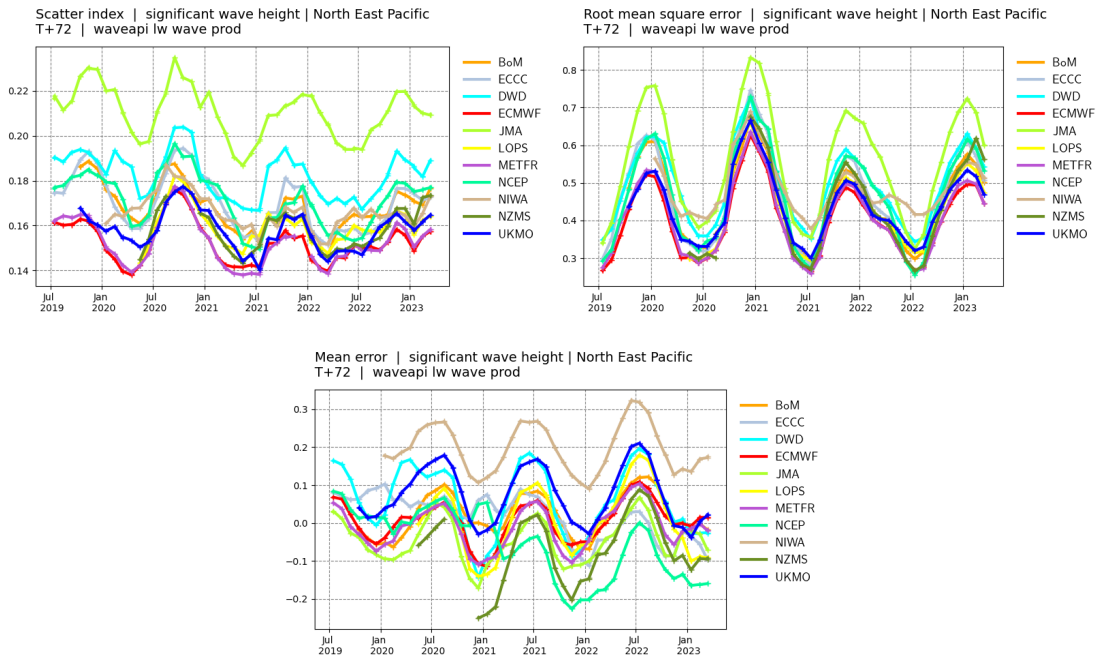 Scatter index | significant wave height | North East Pacific
T+72 | waveapi lw wave prod
0.22
0.20
0.18
0.16
0.14
Jul
2019
Jan
2020
Jul
2020
Jan
2021
Jul
2021
Jan
2022
Jul
2022
Jan
2023
BoM
ECCC
DWD
ECMWF
JMA
LOPS
METFR
NCEP
NIWA
NZMS
UKMO
Root mean square error | significant wave height | North East Pacific
T+72 | waveapi lw wave prod
0.8
0.7
0.6
0.5
0.4
0.3
Jul
2019
Jan
2020
Jul
2020
Jan
2021
Jul
2021
Jan
2022
Jul
2022
Jan
2023
BoM
ECCC
DWD
ECMWF
JMA
LOPS
METFR
NCEP
NIWA
NZMS
UKMO
Mean error | significant wave height | North East Pacific
T+72 | waveapi lw wave prod
0.3
0.2
0.1
0.0
−0.1
−0.2
Jul
2019
Jan
2020
Jul
2020
Jan
2021
Jul
2021
Jan
2022
Jul
2022
Jan
2023
BoM
ECCC
DWD
ECMWF
JMA
LOPS
METFR
NCEP
NIWA
NZMS
UKMO